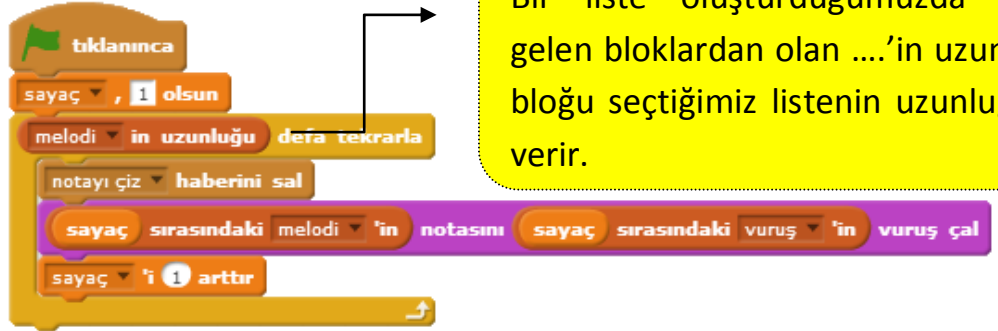 Bir liste oluşturduğumuzda
gelen bloklardan olan ….’in
bloğu seçtiğimiz listenin
verir.
tıklanınca
sayaç , 1 olsun
melodi in uzunluğu defa tekrarla
notayı çiz haberini sal
sayaç sırasındaki melodi 'in notasını sayaç sırasındaki vuruş 'in vuruş çal
sayaç 'i 1 arttır